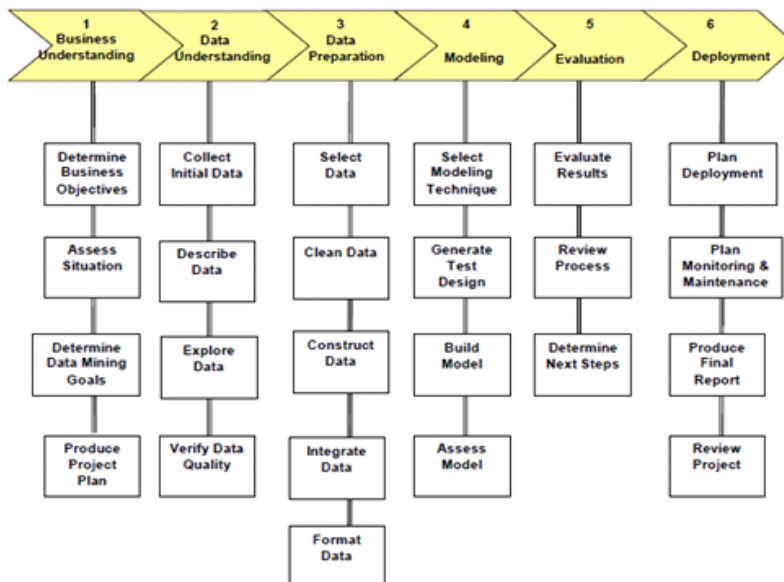 1
Business
Understanding
2
Data
Understanding
3
Data
Preparation
4
Modeling
5
Evaluation
6
Deployment
Determine
Business
Objectives
Assess
Situation
Determine
Data Mining
Goals
Produce
Project
Plan
Collect
Initial Data
Describe
Data
Explore
Data
Verify Data
Quality
Select
Data
Clean Data
Construct
Data
Integrate
Data
Format
Data
Select
Modeling
Technique
Generate
Test
Design
Build
Model
Assess
Model
Evaluate
Results
Review
Process
Determine
Next Steps
Plan
Deployment
Plan
Monitoring &
Maintenance
Produce
Final
Report
Review
Project